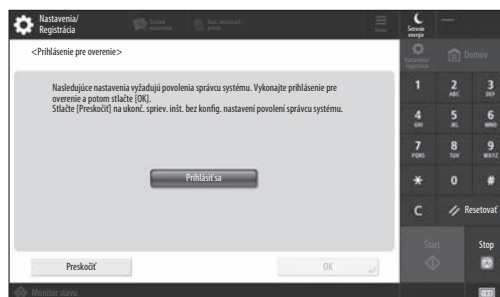 Nastavenia/
Registrácia
Menu
Šetrenie
energie
<Prihlásenie pre overenie>
Nastavenia/
Registrácia
Domov
Nasledujúce nastavenia vyžadujú povolenia správcu systému. Vykonajte prihlásenie pre
overenie a potom stlačte [OK].
Stlačte [Preskočiť] na ukonč. spriev. inšt. bez konfig. nastavení povolení správcu systému.
1 2 3
ABC DEF
4 5 6
GHI JKL MNO
7 8 9
PQRS TUV WXYZ
* 0 #
Prihlásiť sa
C Resetovať
Start Stop
Preskočiť OK
Monitor stavu